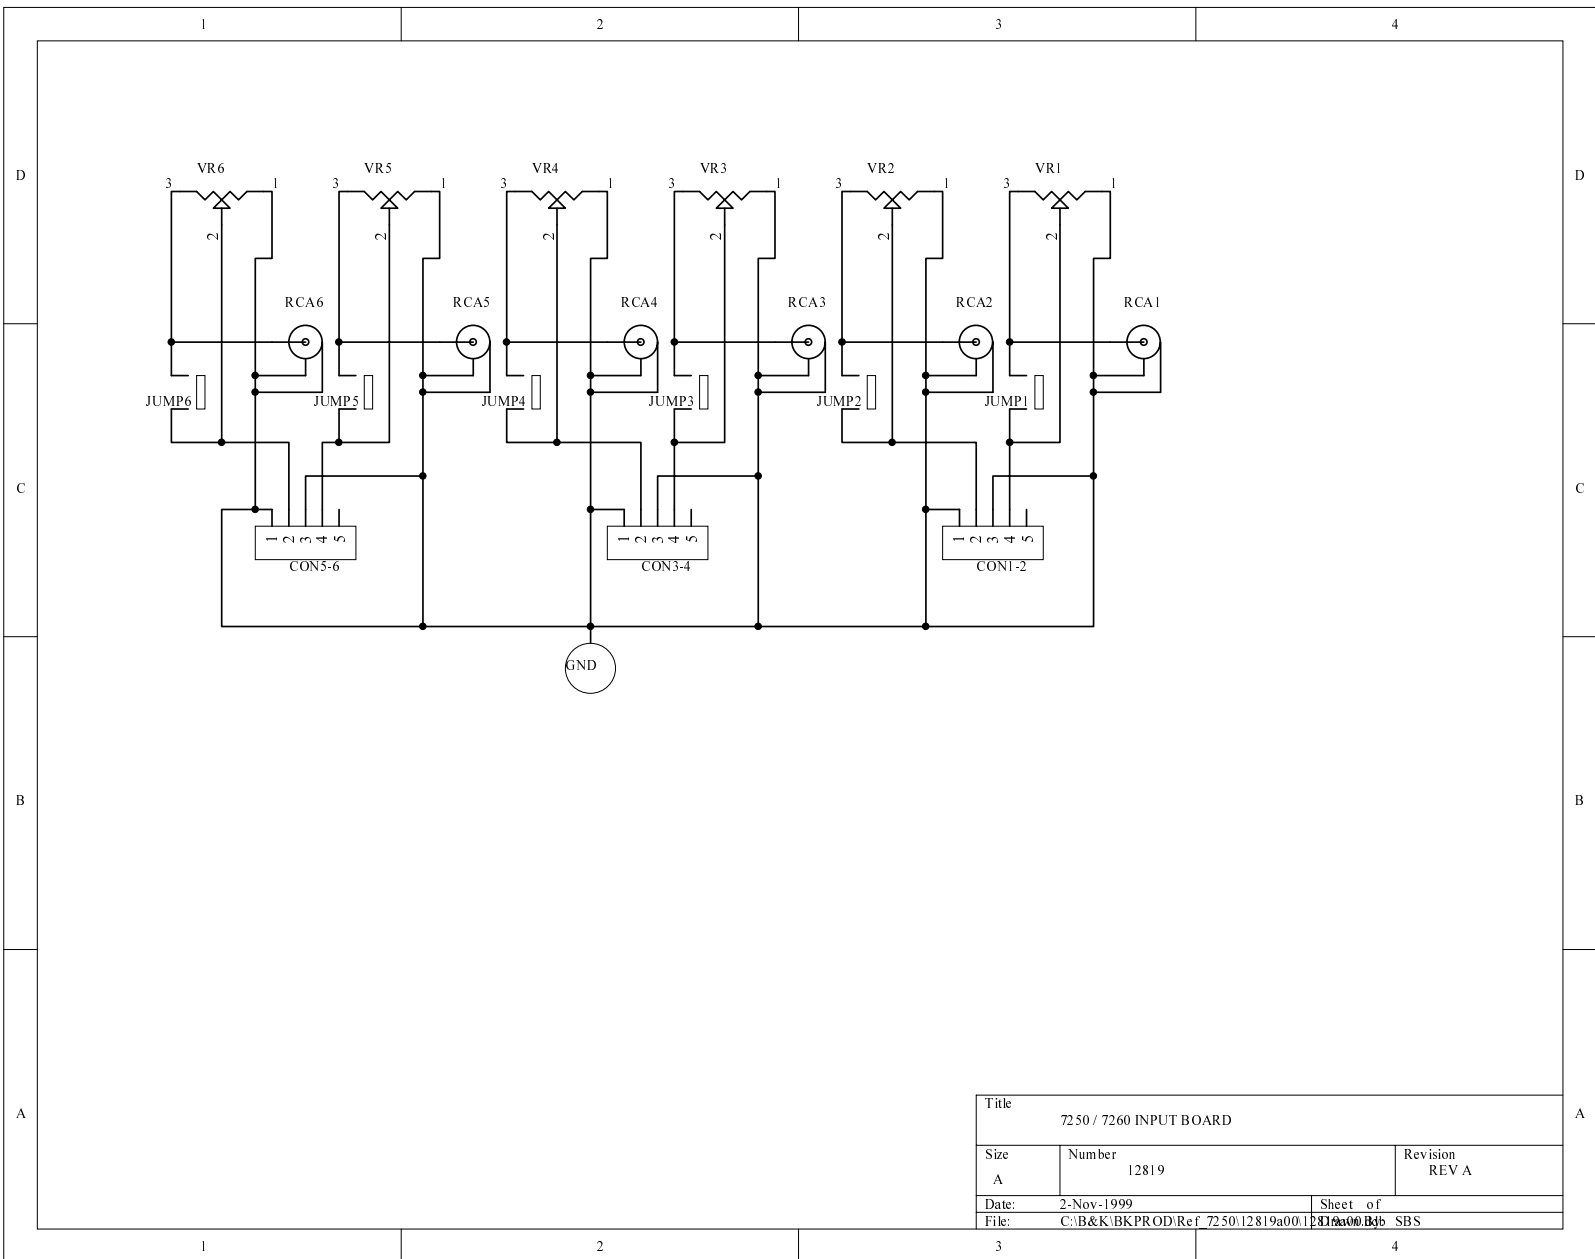 1 2 3 4
D D
VR6 VR5 VR4 VR3 VR2 VR1
3 1 3 1 3 1 3 1 3 1 3 1
2 2 2 2 2 2
RCA6 RCA5 RCA4 RCA3 RCA2 RCA1
JUMP6 JUMP5 JUMP4 JUMP3 JUMP2 JUMP1
C C
1 2 3 4 5 1 2 3 4 5 1 2 3 4 5
CON5-6 CON3-4 CON1-2
GND
B B
A A
Title
7250 / 7260 INPUT BOARD
Size Number Revision
A 12819 REV A
Date: 2-Nov-1999 Sheet of
File: C:\B&K\BKPROD\Ref_7250\12819a00\12819a00.ddb Drawn By: SBS
1 2 3 4